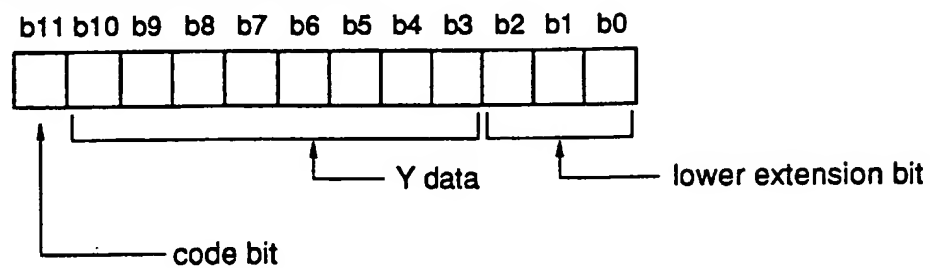 b11 b10 b9 b8 b7 b6 b5 b4 b3 b2 b1 b0
Y data
lower extension bit
code bit